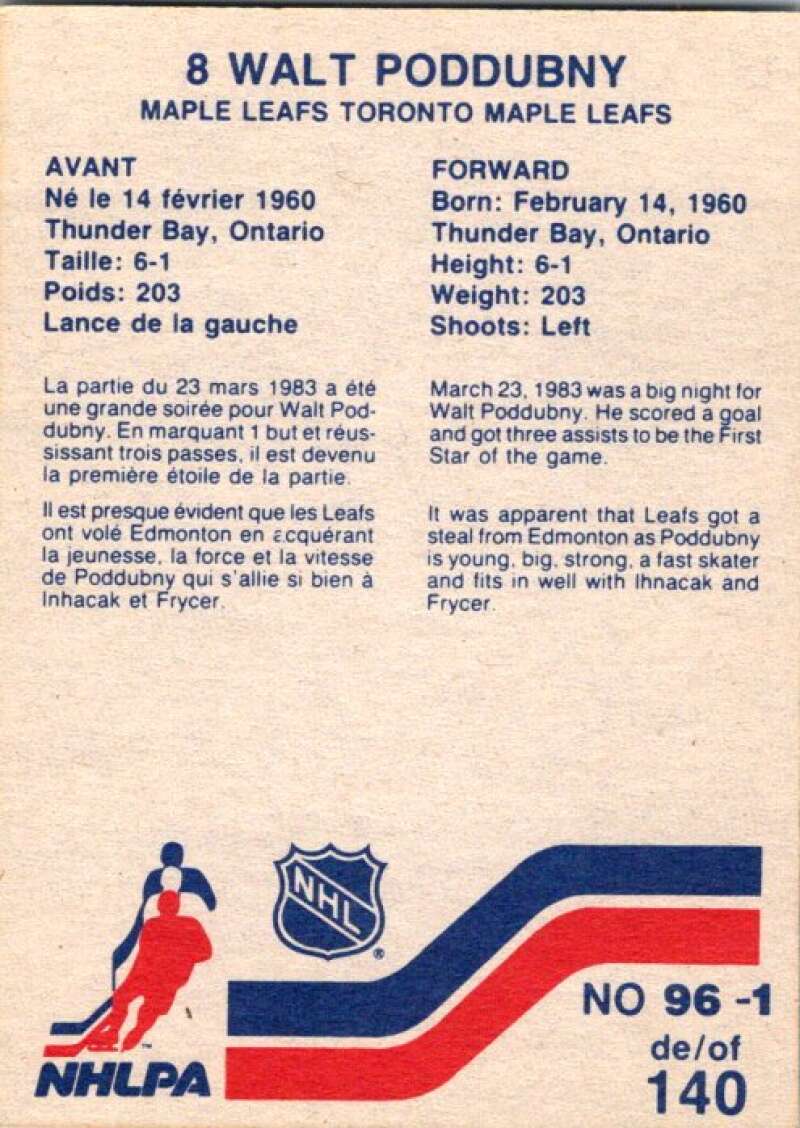 8 WALT PODDUBNY
MAPLE LEAFS TORONTO MAPLE LEAFS
AVANT
Né le 14 février 1960
Thunder Bay, Ontario
Taille: 6-1
Poids: 203
Lance de la gauche
La partie du 23 mars 1983 a été
une grande soirée pour Walt Pod-
dubny. En marquant 1 but et réus-
sissant trois passes, il est devenu
la première étoile de la partie.
Il est presque évident que les Leafs
ont volé Edmonton en acquérant
la jeunesse, la force et la vitesse
de Poddubny qui s'allie si bien à
Inhacak et Frycer.
FORWARD
Born: February 14, 1960
Thunder Bay, Ontario
Height: 6-1
Weight: 203
Shoots: Left
March 23, 1983 was a big night for
Walt Poddubny. He scored a goal
and got three assists to be the First
Star of the game.
It was apparent that Leafs got a
steal from Edmonton as Poddubny
is young, big, strong, a fast skater
and fits in well with Ihnacak and
Frycer.
NHL
®
™
NHLPA
NO 96 -1
de/of
140